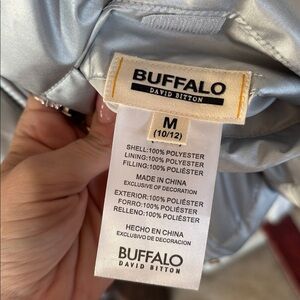 BUFFALO
DAVID BITTON
M
(10/12)
SHELL:100% POLYESTER
LINING:100% POLYESTER
FILLING:100% POLYESTER
MADE IN CHINA
EXCLUSIVE OF DECORATION
EXTERIOR:100% POLIÉSTER
FORRO:100% POLIÉSTER
RELLENO:100% POLIÉSTER
HECHO EN CHINA
EXCLUSIVO DE DECORACION
BUFFALO
DAVID BITTON